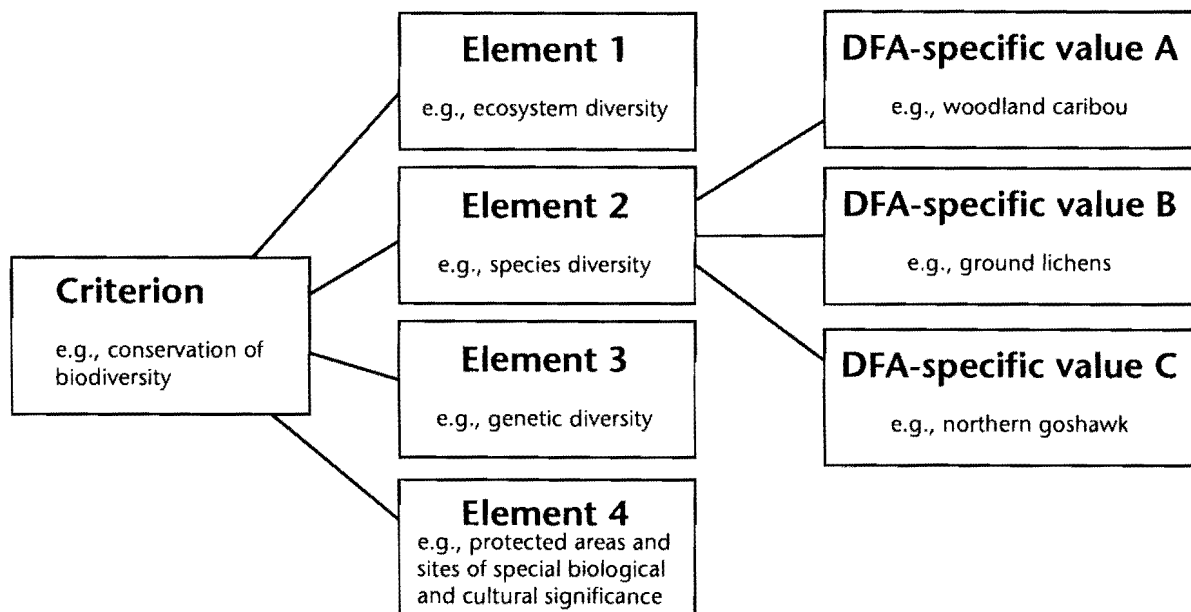 Criterion
e.g., conservation of
biodiversity
Element 1
e.g., ecosystem diversity
Element 2
e.g., species diversity
Element 3
e.g., genetic diversity
Element 4
e.g., protected areas and
sites of special biological
and cultural significance
DFA-specific value A
e.g., woodland caribou
DFA-specific value B
e.g., ground lichens
DFA-specific value C
e.g., northern goshawk